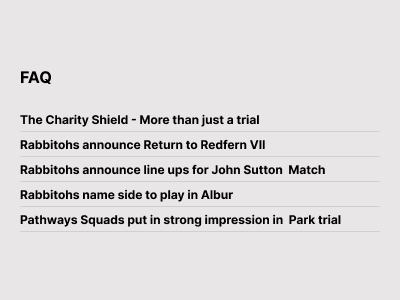 FAQ
The Charity Shield - More than just a trial
Rabbitohs announce Return to Redfern VII
Rabbitohs announce line ups for John Sutton Match
Rabbitohs name side to play in Albur
Pathways Squads put in strong impression in Park trial